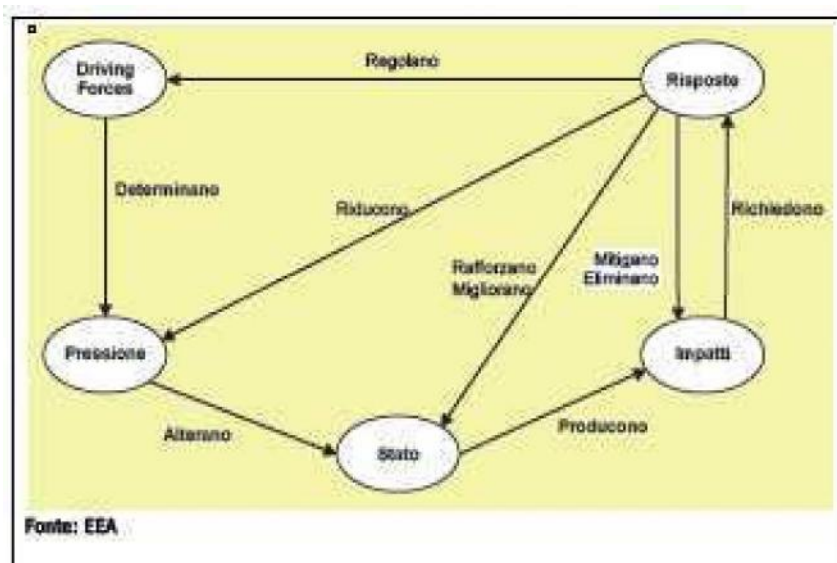 Driving
Forces
Regolano
Risposte
Determinano
Riducono
Richiedono
Rafforzano
Migliorano
Mitigano
Eliminano
Pressione
Impatti
Alterano
Stato
Producono
Fonte: EEA